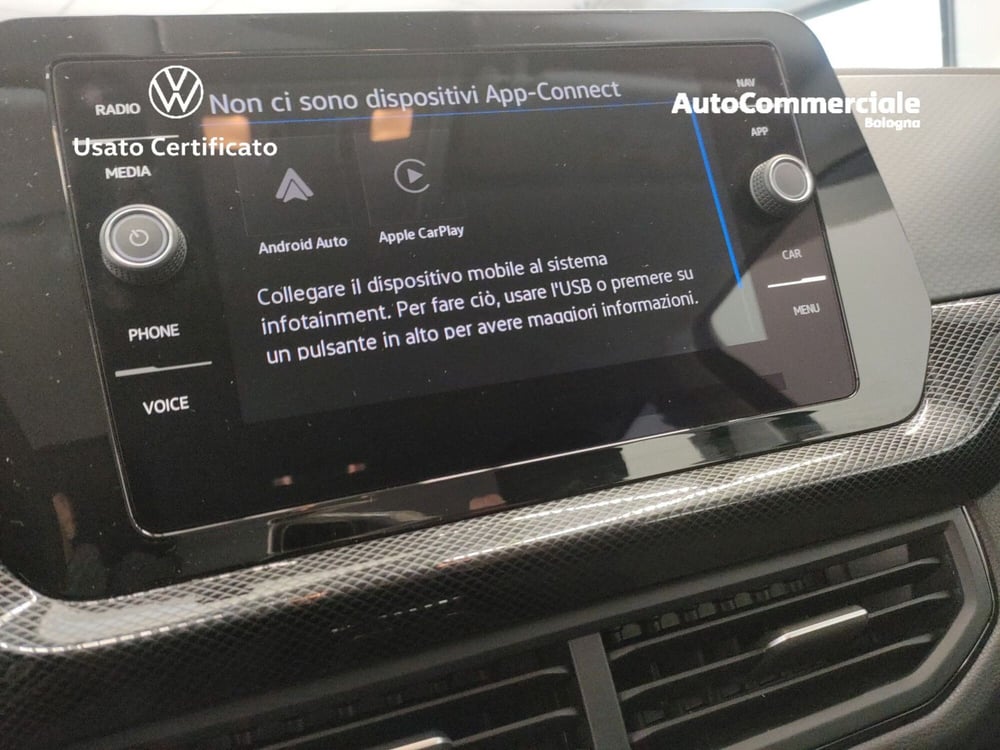 RADIO
Non ci sono dispositivi App-Connect
NAV
AutoCommerciale
Bologna
Usato Certificato
APP
MEDIA
Android Auto
Apple CarPlay
CAR
Collegare il dispositivo mobile al sistema
infotainment. Per fare ciò, usare l'USB o premere su
un pulsante in alto per avere maggiori informazioni.
MENU
PHONE
VOICE